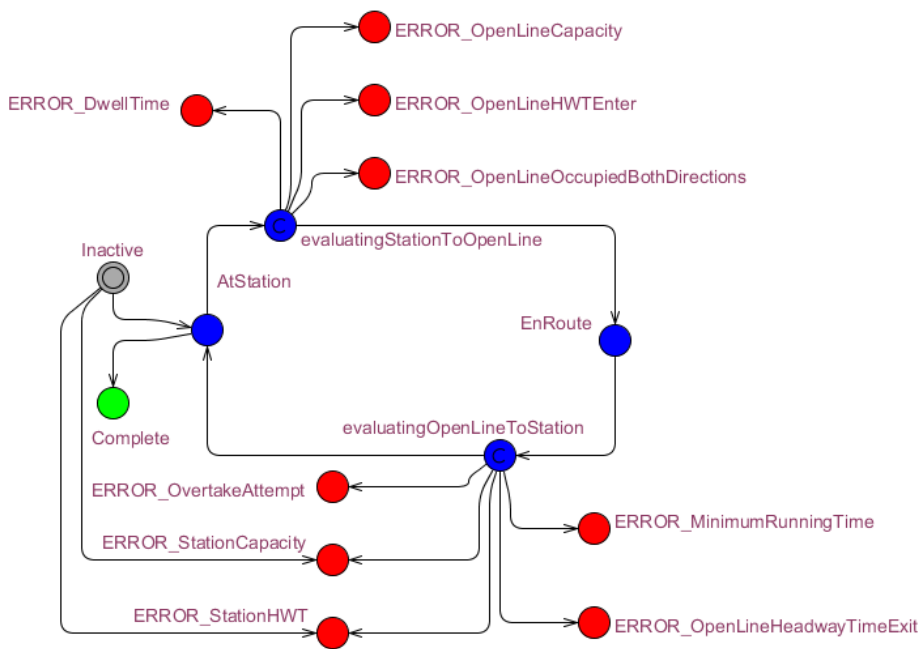 ERROR_OpenLineCapacity
ERROR_DwellTime
ERROR_OpenLineHWTEnter
ERROR_OpenLineOccupiedBothDirections
C
evaluatingStationToOpenLine
Inactive
AtStation
EnRoute
evaluatingOpenLineToStation
Complete
C
ERROR_OvertakeAttempt
ERROR_MinimumRunningTime
ERROR_StationCapacity
ERROR_StationHWT
ERROR_OpenLineHeadwayTimeExit